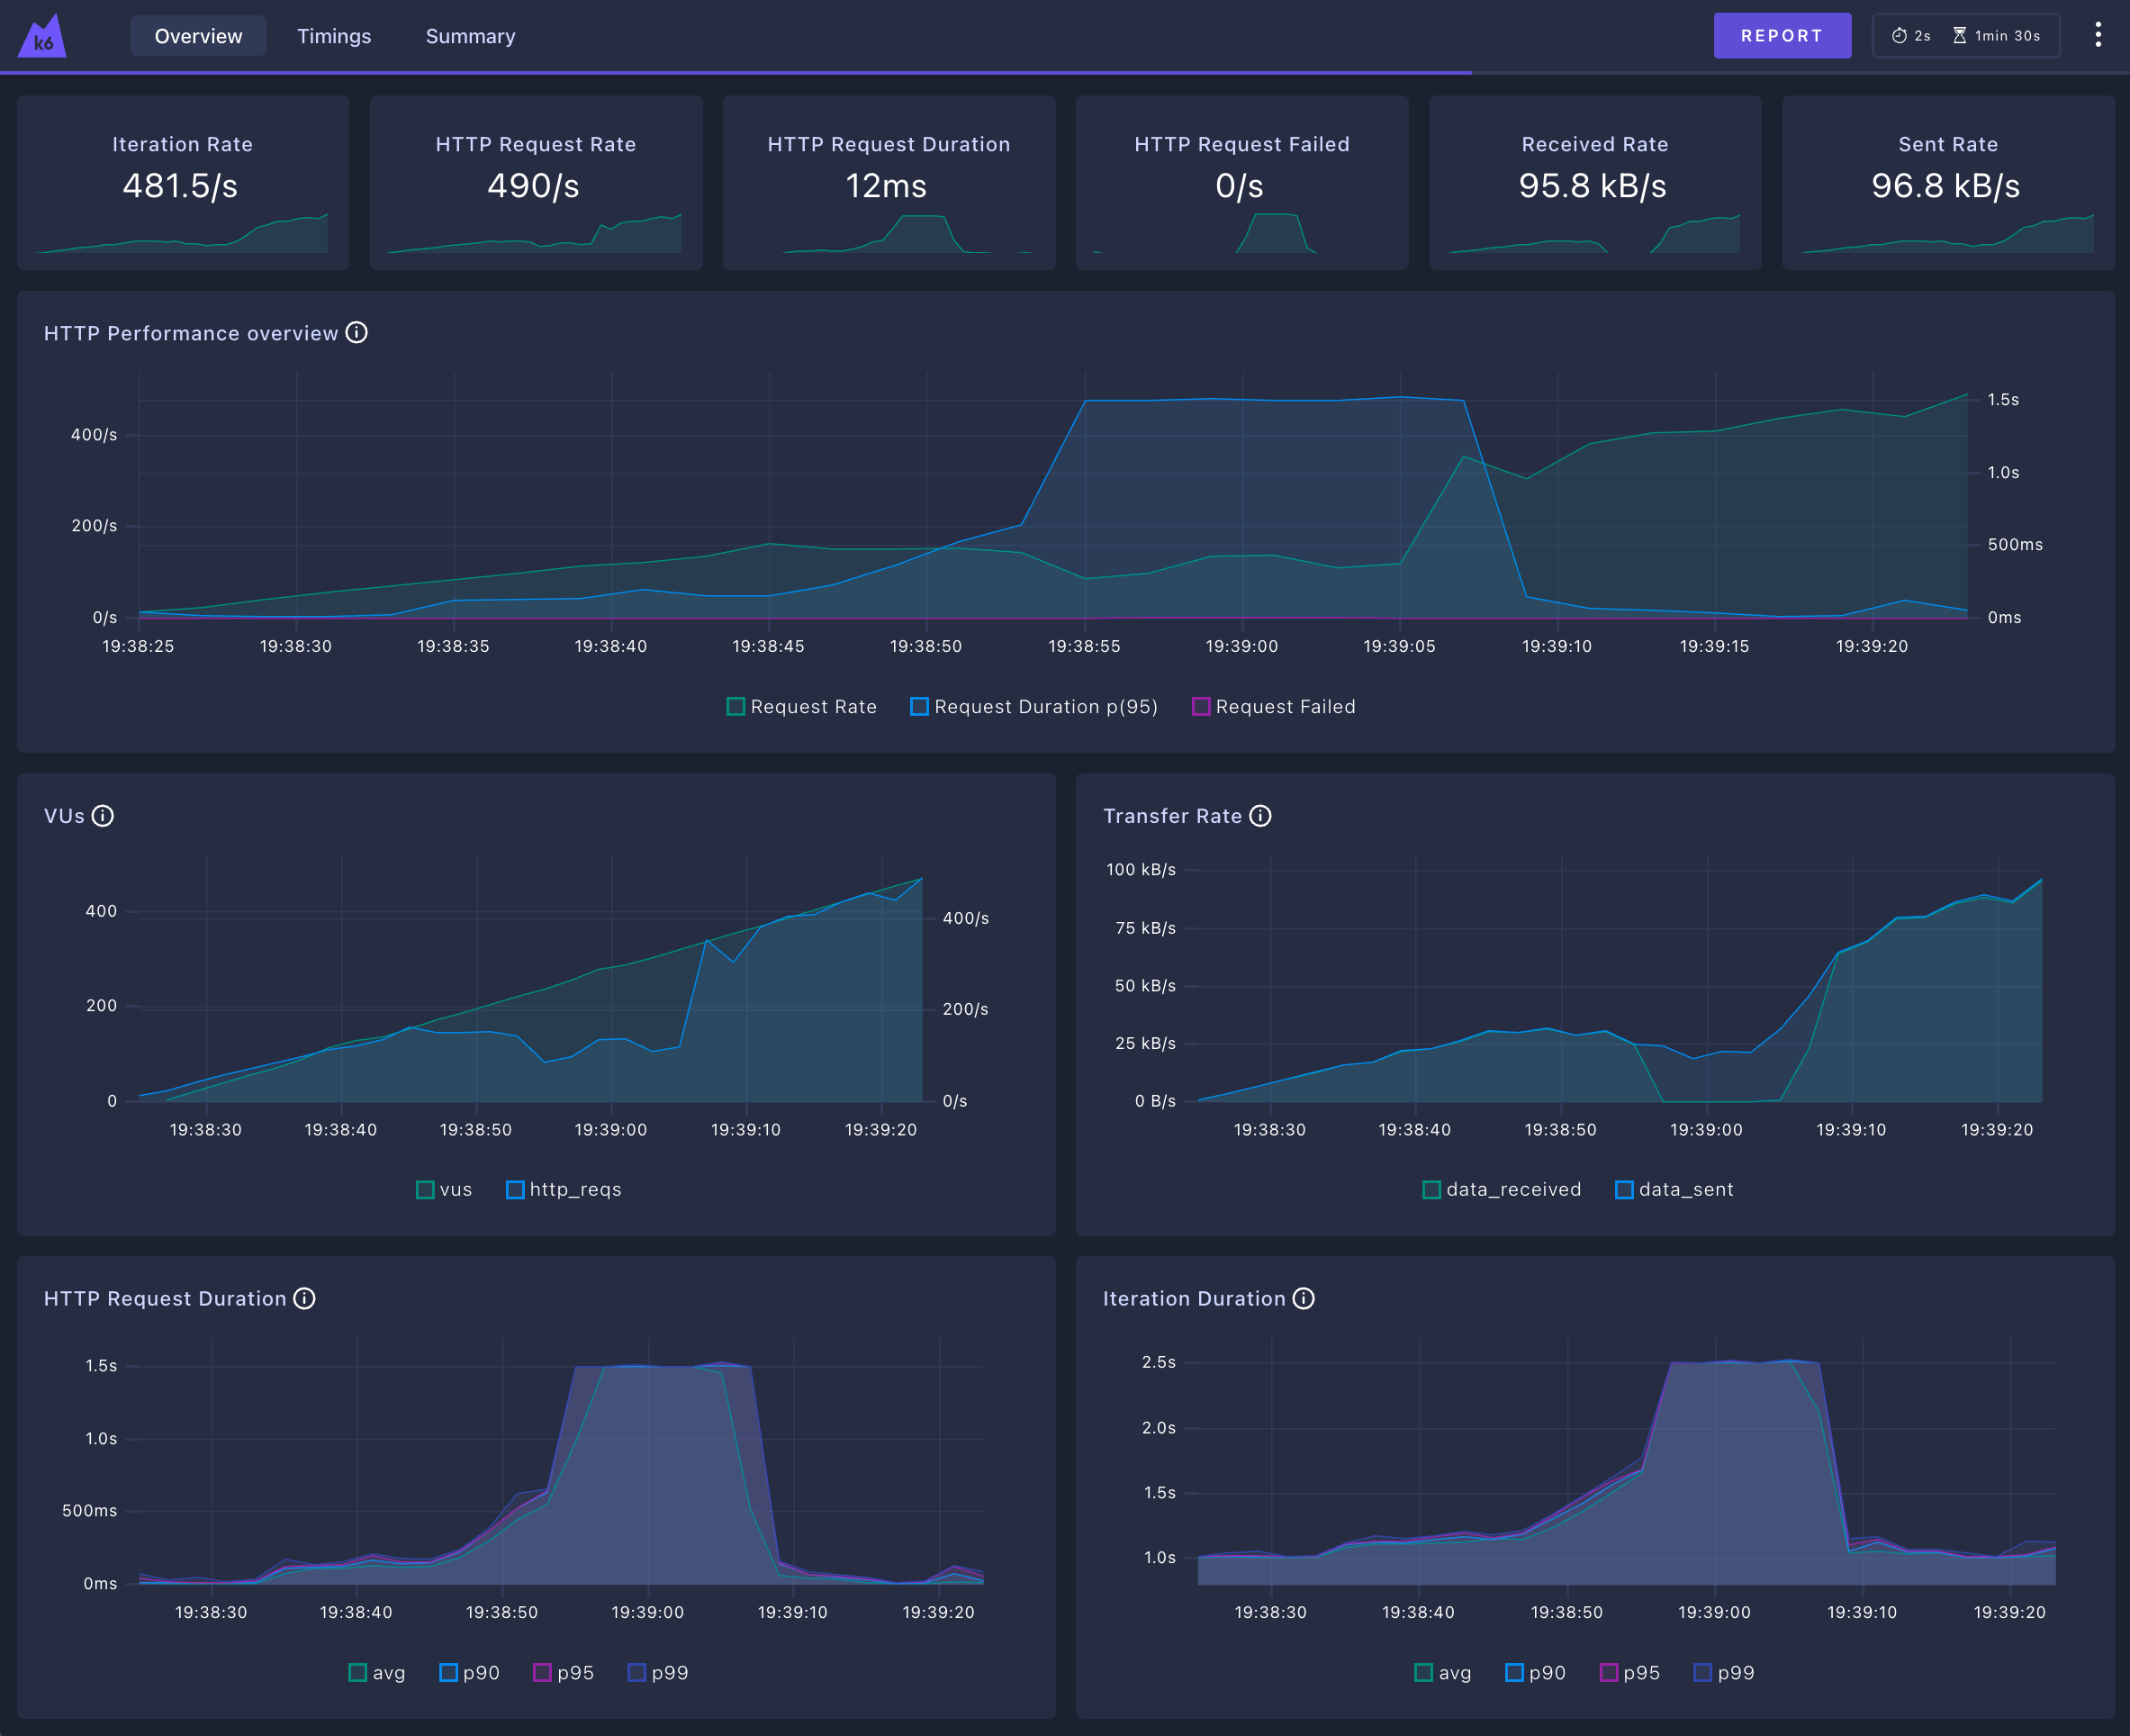 k6 Overview Timings Summary REPORT 2s 1min 30s
Iteration Rate
481.5/s
HTTP Request Rate
490/s
HTTP Request Duration
12ms
HTTP Request Failed
0/s
Received Rate
95.8 kB/s
Sent Rate
96.8 kB/s
HTTP Performance overview
400/s
200/s
0/s
1.5s
1.0s
500ms
0ms
19:38:25 19:38:30 19:38:35 19:38:40 19:38:45 19:38:50 19:38:55 19:39:00 19:39:05 19:39:10 19:39:15 19:39:20
Request Rate Request Duration p(95) Request Failed
VUs
400
200
0
400/s
200/s
0/s
19:38:30 19:38:40 19:38:50 19:39:00 19:39:10 19:39:20
vus http_reqs
Transfer Rate
100 kB/s
75 kB/s
50 kB/s
25 kB/s
0 B/s
19:38:30 19:38:40 19:38:50 19:39:00 19:39:10 19:39:20
data_received data_sent
HTTP Request Duration
1.5s
1.0s
500ms
0ms
19:38:30 19:38:40 19:38:50 19:39:00 19:39:10 19:39:20
avg p90 p95 p99
Iteration Duration
2.5s
2.0s
1.5s
1.0s
19:38:30 19:38:40 19:38:50 19:39:00 19:39:10 19:39:20
avg p90 p95 p99